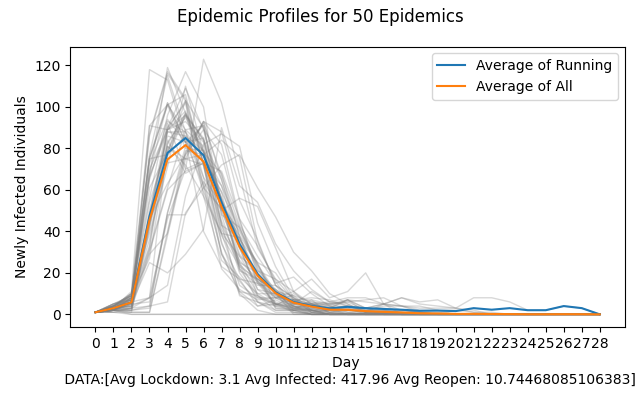 Epidemic Profiles for 50 Epidemics
Average of Running
Average of All
Newly Infected Individuals
120
100
80
60
40
20
0
0 1 2 3 4 5 6 7 8 9 10 11 12 13 14 15 16 17 18 19 20 21 22 23 24 25 26 27 28
Day
DATA:[Avg Lockdown: 3.1 Avg Infected: 417.96 Avg Reopen: 10.74468085106383]